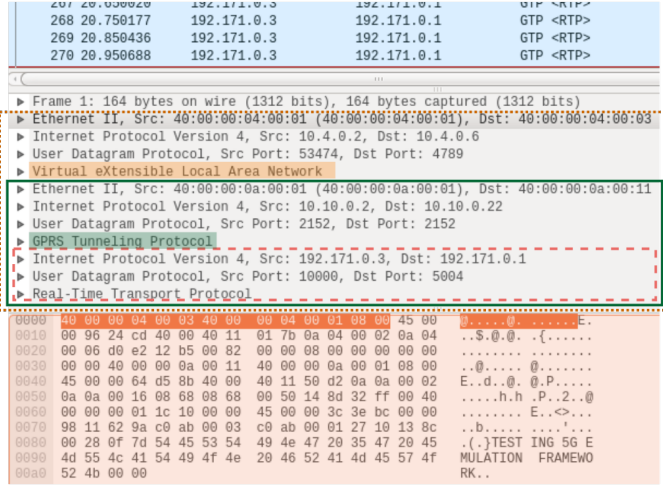 267 20.650020 192.171.0.3 192.171.0.1 GTP <RTP>
268 20.750177 192.171.0.3 192.171.0.1 GTP <RTP>
269 20.850436 192.171.0.3 192.171.0.1 GTP <RTP>
270 20.950688 192.171.0.3 192.171.0.1 GTP <RTP>
Frame 1: 164 bytes on wire (1312 bits), 164 bytes captured (1312 bits)
Ethernet II, Src: 40:00:00:04:00:01 (40:00:00:04:00:01), Dst: 40:00:00:04:00:03
Internet Protocol Version 4, Src: 10.4.0.2, Dst: 10.4.0.6
User Datagram Protocol, Src Port: 53474, Dst Port: 4789
Virtual eXtensible Local Area Network
Ethernet II, Src: 40:00:00:0a:00:01 (40:00:00:0a:00:01), Dst: 40:00:00:0a:00:11
Internet Protocol Version 4, Src: 10.10.0.2, Dst: 10.10.0.22
User Datagram Protocol, Src Port: 2152, Dst Port: 2152
GPRS Tunneling Protocol
Internet Protocol Version 4, Src: 192.171.0.3, Dst: 192.171.0.1
User Datagram Protocol, Src Port: 10000, Dst Port: 5004
Real-Time Transport Protocol
0000 40 00 00 04 00 03 40 00 00 04 00 01 08 00 45 00 @.....@. ......E.
0010 00 96 24 cd 40 00 40 11 01 7b 0a 04 00 02 0a 04 ..$.@.@. .{......
0020 00 06 d0 e2 12 b5 00 82 00 00 08 00 00 00 00 00 ........ ........
0030 00 00 40 00 00 0a 00 11 40 00 00 0a 00 01 08 00 ..@..... @.......
0040 45 00 00 64 d5 8b 40 00 40 11 50 d2 0a 0a 00 02 E..d..@. @.P.....
0050 0a 0a 00 16 08 68 08 68 00 50 14 8d 32 ff 00 40 .....h.h .P..2..@
0060 00 00 00 01 1c 10 00 00 45 00 00 3c 3e bc 00 00 ........ E..<>...
0070 98 11 62 9a c0 ab 00 03 c0 ab 00 01 27 10 13 8c ..b..... ....'...
0080 00 28 0f 7d 54 45 53 54 49 4e 47 20 35 47 20 45 .(.}TEST ING 5G E
0090 4d 55 4c 41 54 49 4f 4e 20 46 52 41 4d 45 57 4f MULATION FRAMEWO
00a0 52 4b 00 00 RK..